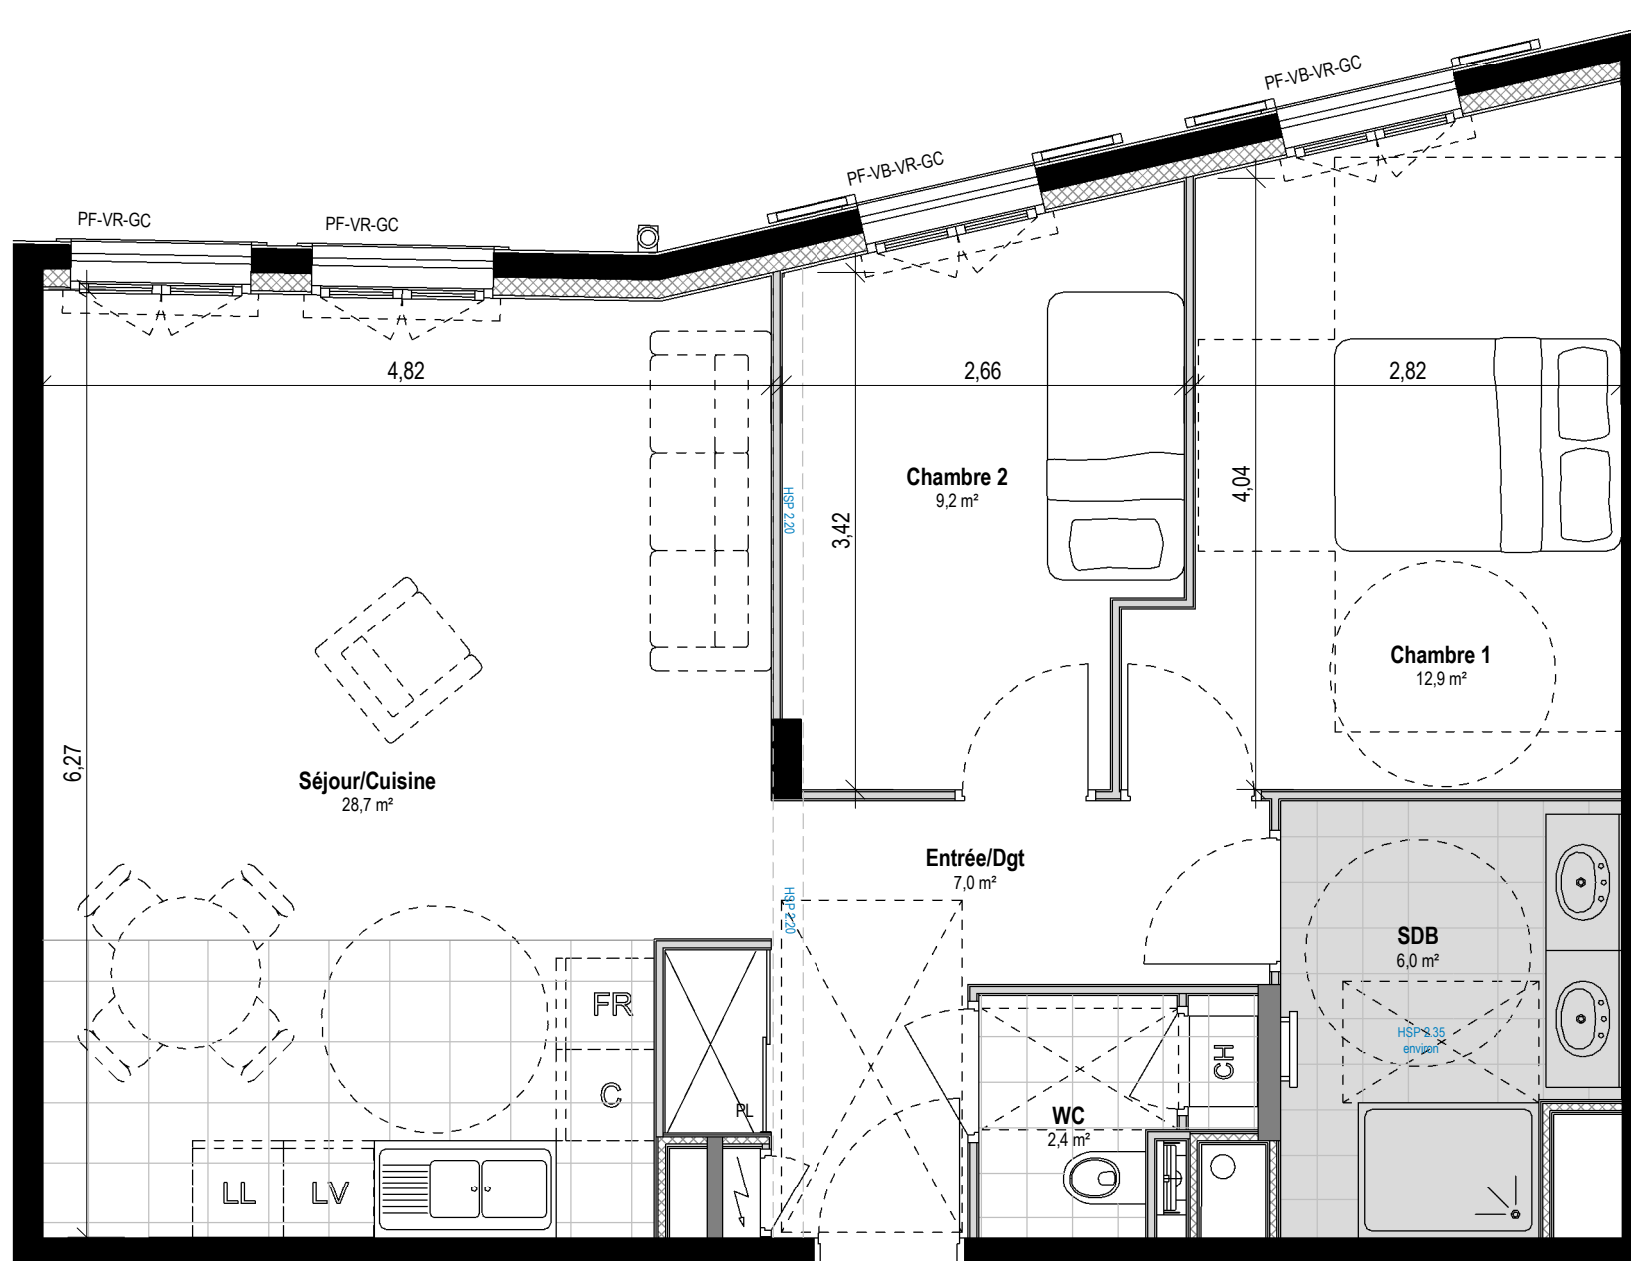 PF-VB-VR-GC
PF-VB-VR-GC
PF-VR-GC
PF-VR-GC
4,82
2,66
2,82
Chambre 2
9,2 m²
4,04
HSP 2.20
3,42
Chambre 1
12,9 m²
6,27
Séjour/Cuisine
28,7 m²
Entrée/Dgt
7,0 m²
HSP 2.20
SDB
6,0 m²
FR
HSP 2.35
environ
CH
C
PL
WC
2,4 m²
LL
LV